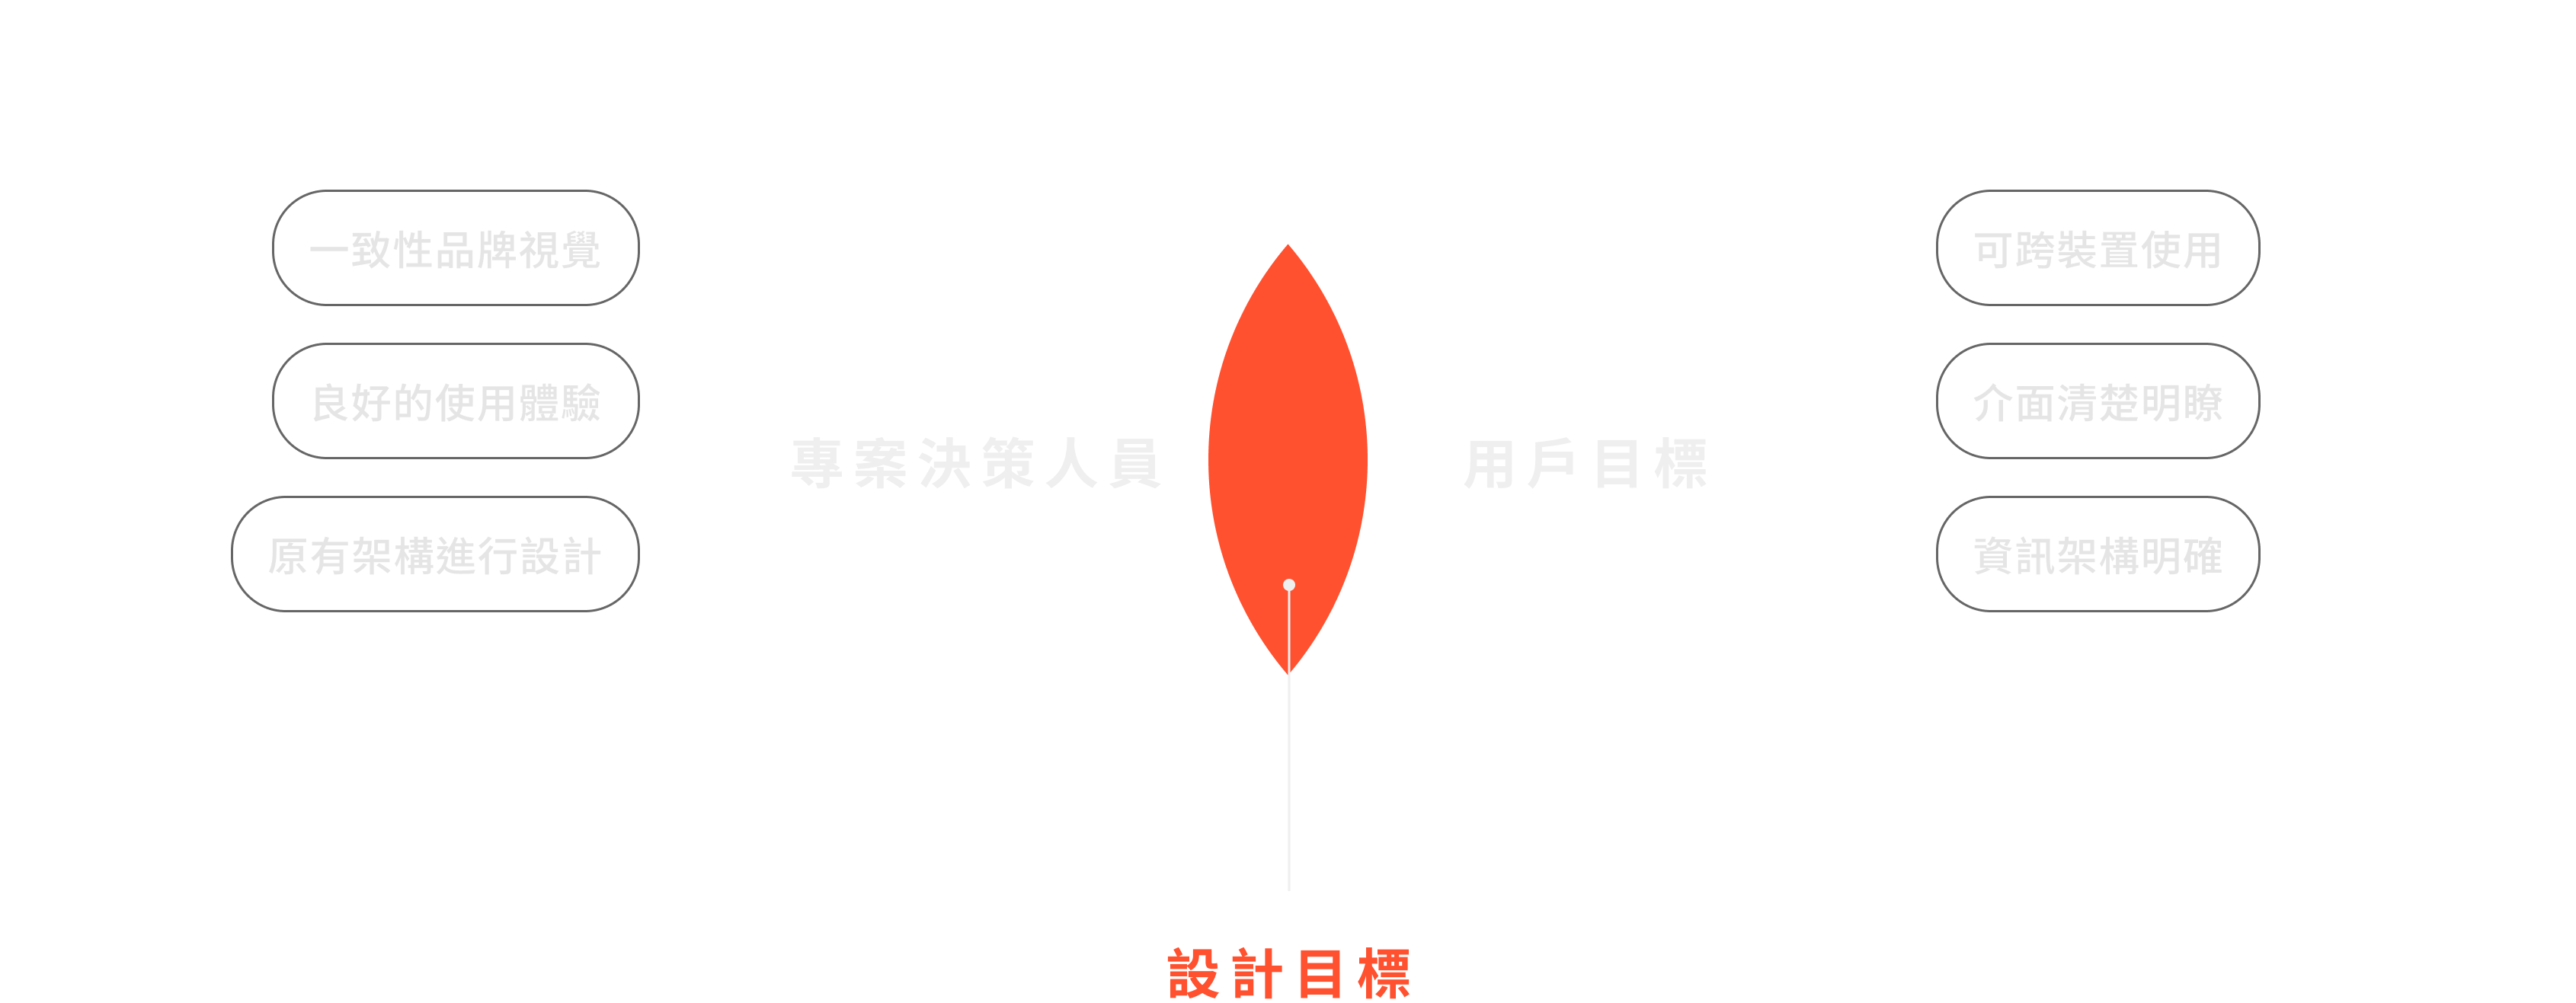 一致性品牌視覺
良好的使用體驗
原有架構進行設計
專案決策人員
用戶目標
可跨裝置使用
介面清楚明瞭
資訊架構明確
設計目標